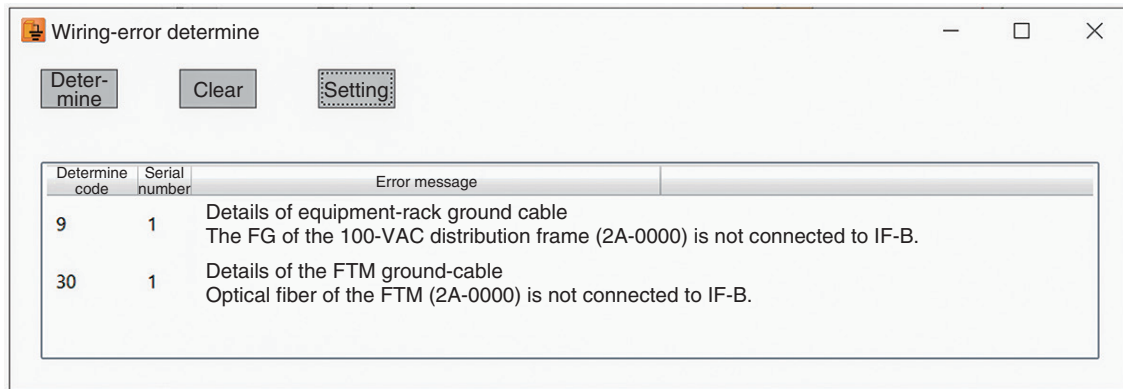 Wiring-error determine
Deter-
mine
Clear
Setting
Determine
code
Serial
number
Error message
9
1
Details of equipment-rack ground cable
The FG of the 100-VAC distribution frame (2A-0000) is not connected to IF-B.
30
1
Details of the FTM ground-cable
Optical fiber of the FTM (2A-0000) is not connected to IF-B.